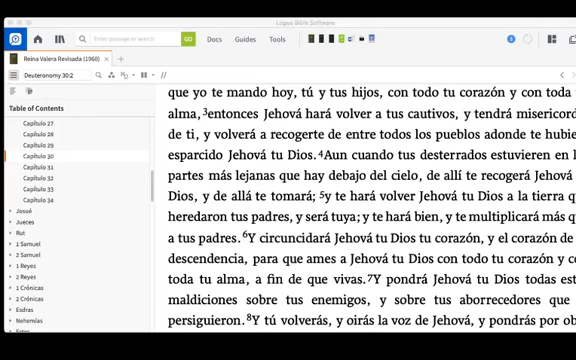 Logos Bible Software
Enter passage or search
GO
Docs
Guides
Tools
Reina Valera Revisada (1960)
Deuteronomy 30:2
Table of Contents
Capítulo 27
Capítulo 28
Capítulo 29
Capítulo 30
Capítulo 31
Capítulo 32
Capítulo 33
Capítulo 34
Josué
Jueces
Rut
1 Samuel
2 Samuel
1 Reyes
2 Reyes
1 Crónicas
2 Crónicas
Esdras
Nehemías
que yo te mando hoy, tú y tus hijos, con todo tu corazón y con toda
alma, 3entonces Jehová hará volver a tus cautivos, y tendrá misericord
de ti, y volverá a recogerte de entre todos los pueblos adonde te hubie
esparcido Jehová tu Dios. 4Aun cuando tus desterrados estuvieren en l
partes más lejanas que hay debajo del cielo, de allí te recogerá Jehová
Dios, y de allá te tomará; 5y te hará volver Jehová tu Dios a la tierra q
heredaron tus padres, y será tuya; y te hará bien, y te multiplicará más q
a tus padres. 6Y circuncidará Jehová tu Dios tu corazón, y el corazón de
descendencia, para que ames a Jehová tu Dios con todo tu corazón y c
toda tu alma, a fin de que vivas. 7Y pondrá Jehová tu Dios todas est
maldiciones sobre tus enemigos, y sobre tus aborrecedores que
persiguieron. 8Y tú volverás, y oirás la voz de Jehová, y pondrás por ob